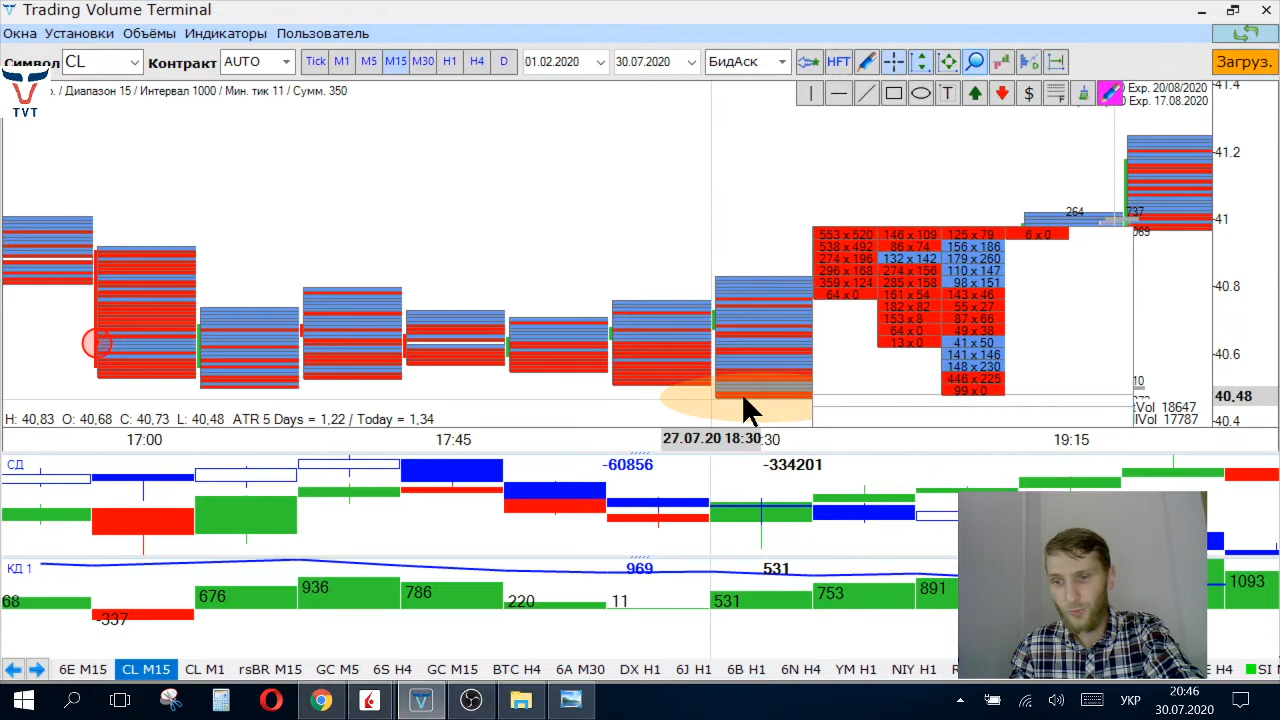 Trading Volume Terminal
Окна Установки Объёмы Индикаторы Пользователь
Символ CL Контракт AUTO Tick M1 M5 M15 M30 H1 H4 D 01.02.2020 30.07.2020 БидАск HFT Загруз.
TVT
/ Диапазон 15 / Интервал 1000 / Мин. тик 11 / Сумм. 350
T $ F
Exp. 20/08/2020
Exp. 17.08.2020
41.4
41.2
41
40.8
40.6
40.48
40.4
264 737
069
553 x 520 146 x 109 125 x 79 6 x 0
538 x 492 86 x 74 156 x 186
274 x 196 132 x 142 179 x 260
296 x 168 274 x 156 110 x 147
359 x 124 285 x 158 98 x 151
64 x 0 161 x 54 143 x 46
182 x 82 55 x 27
153 x 8 87 x 66
64 x 0 49 x 38
13 x 0 41 x 50
141 x 146
148 x 230
446 x 225
99 x 0
10
Vol 18647
Vol 17787
H: 40,83 O: 40,68 C: 40,73 L: 40,48 ATR 5 Days = 1,22 / Today = 1,34
17:00 17:45 27.07.20 18:30 :30 19:15
СД -60856 -334201
КД 1 969 531
68 -337 676 936 786 220 11 531 753 891 1093
6E M15 CL M15 CL M1 rsBR M15 GC M5 6S H4 GC M15 BTC H4 6A M30 DX H1 6J H1 6B H1 6N H4 YM H1 NIY H1 E H4 SI
УКР
20:46
30.07.2020